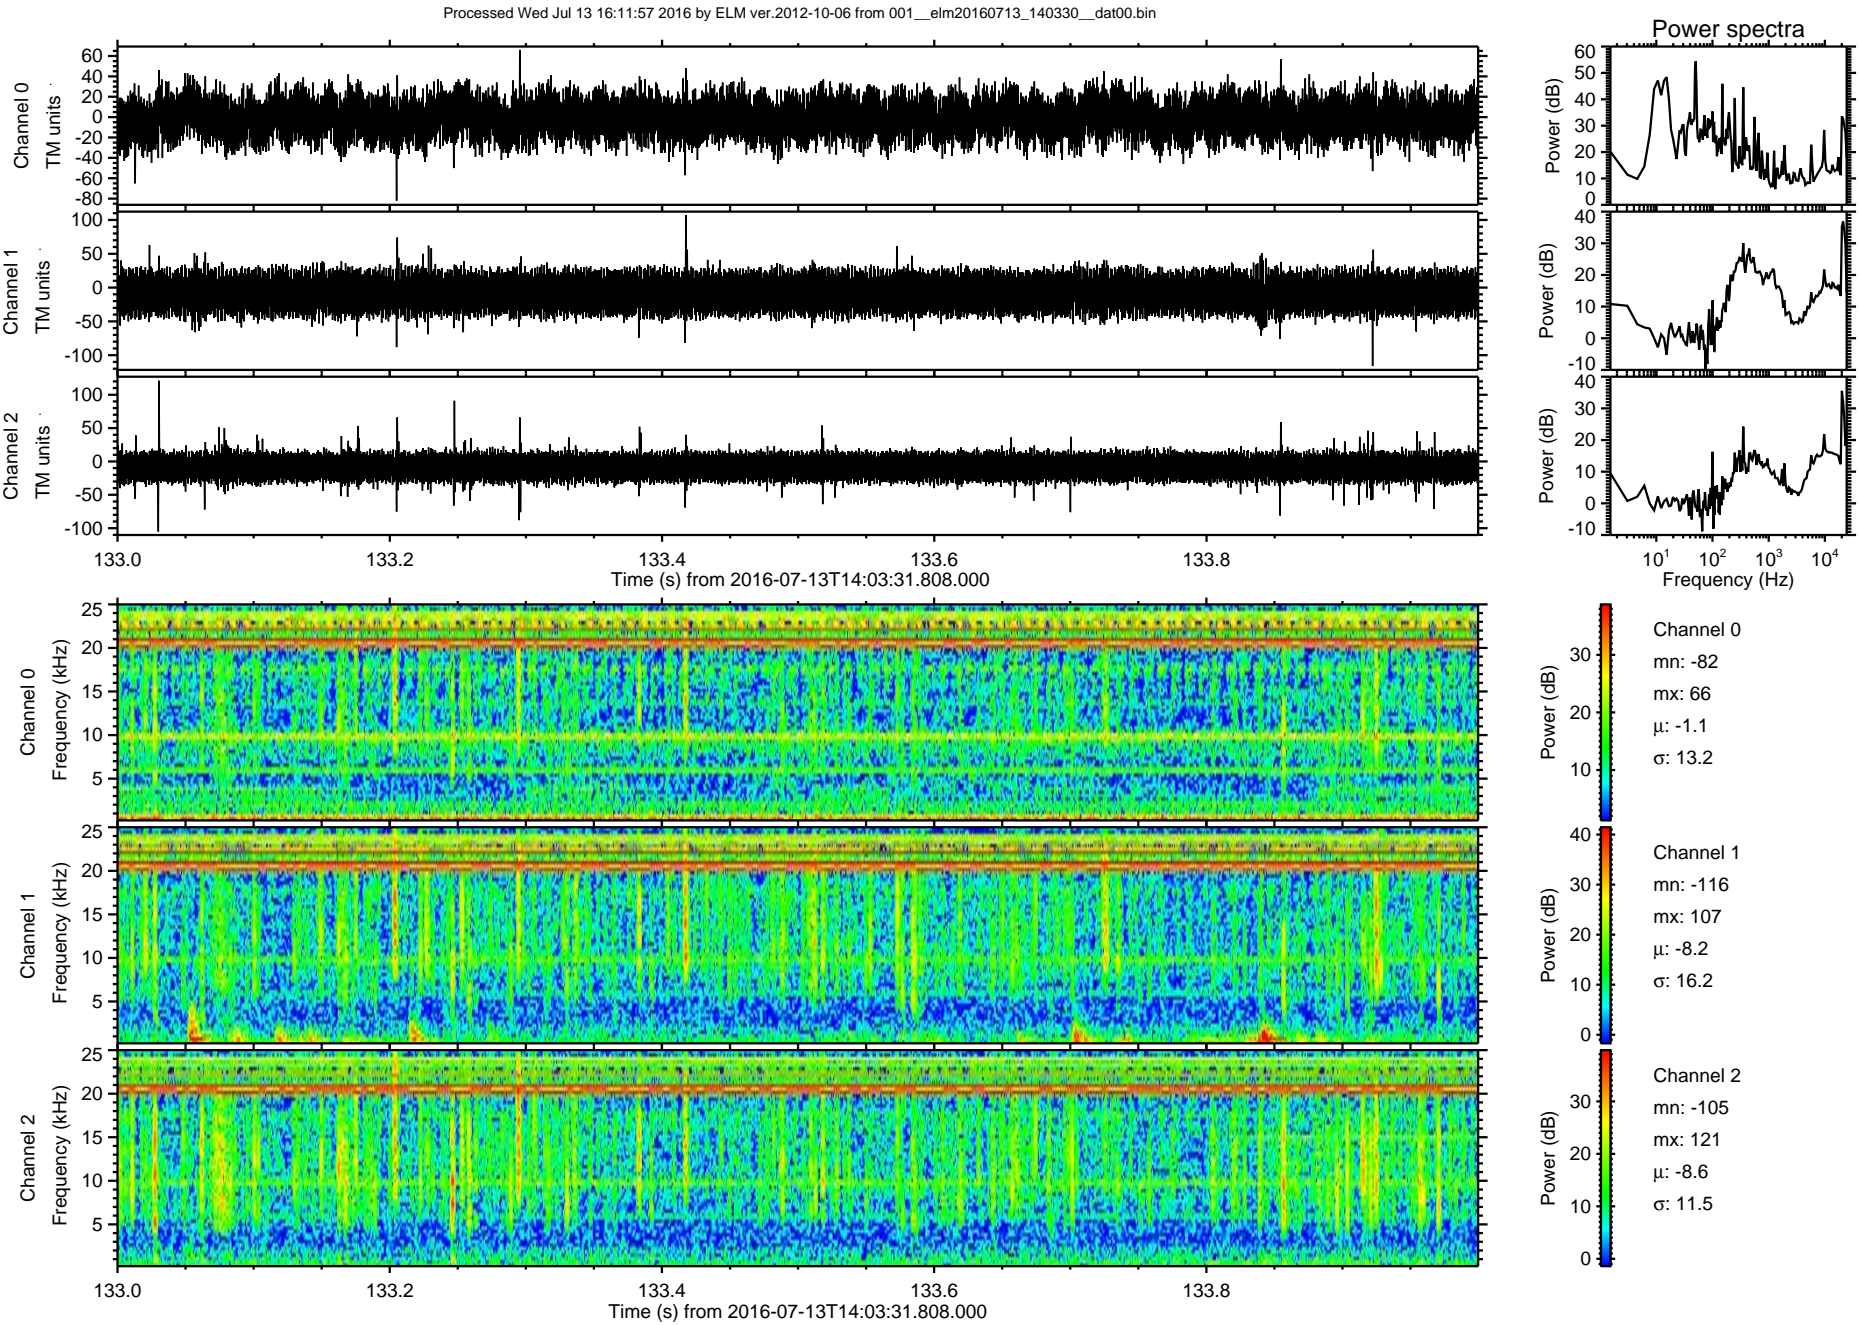 Processed Wed Jul 13 16:11:57 2016 by ELM ver.2012-10-06 from 001__elm20160713_140330__dat00.bin
Power spectra
Channel 0
TM units
60
40
20
0
-20
-40
-60
-80
Power (dB)
60
50
40
30
20
10
0
Channel 1
TM units
100
50
0
-50
-100
Power (dB)
40
30
20
10
0
-10
Channel 2
TM units
100
50
0
-50
-100
Power (dB)
40
30
20
10
0
-10
133.0 133.2 133.4 133.6 133.8
Time (s) from 2016-07-13T14:03:31.808.000
10^1 10^2 10^3 10^4
Frequency (Hz)
Channel 0
Frequency (kHz)
25
20
15
10
5
Power (dB)
30
20
10
Channel 0
mn: -82
mx: 66
μ: -1.1
σ: 13.2
Channel 1
Frequency (kHz)
25
20
15
10
5
Power (dB)
40
30
20
10
0
Channel 1
mn: -116
mx: 107
μ: -8.2
σ: 16.2
Channel 2
Frequency (kHz)
25
20
15
10
5
Power (dB)
30
20
10
0
Channel 2
mn: -105
mx: 121
μ: -8.6
σ: 11.5
133.0 133.2 133.4 133.6 133.8
Time (s) from 2016-07-13T14:03:31.808.000